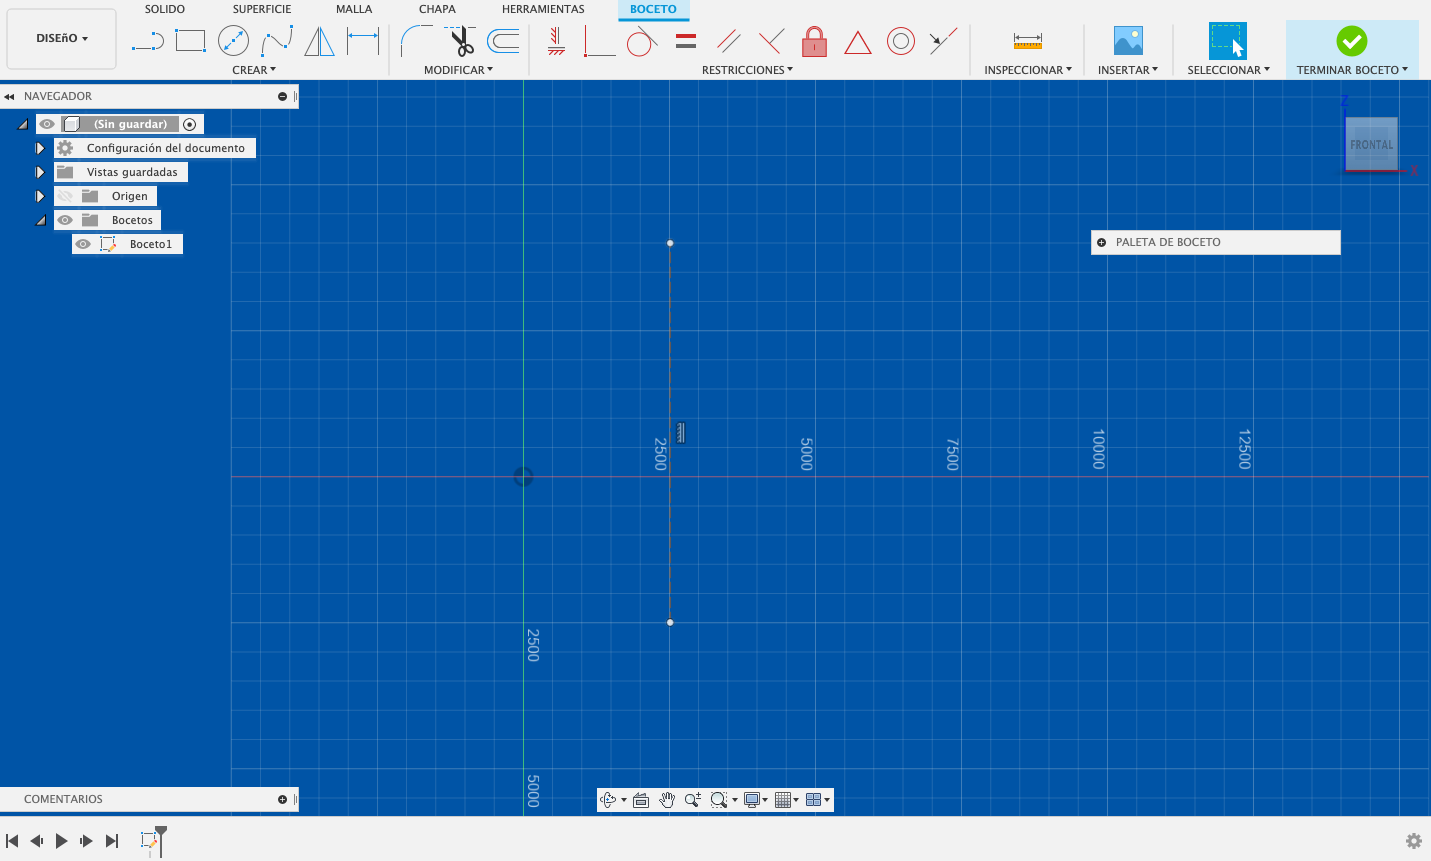 SOLIDO SUPERFICIE MALLA CHAPA HERRAMIENTAS BOCETO
DISEñO
CREAR MODIFICAR RESTRICCIONES INSPECCIONAR INSERTAR SELECCIONAR TERMINAR BOCETO
NAVEGADOR
(Sin guardar)
Configuración del documento
Vistas guardadas
Origen
Bocetos
Boceto1
Z
FRONTAL
X
PALETA DE BOCETO
2500 5000 7500 10000 12500
2500
5000
COMENTARIOS